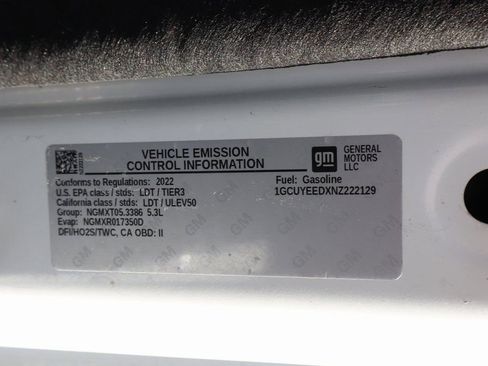 VEHICLE EMISSION
CONTROL INFORMATION
gm
GENERAL
MOTORS
LLC
Conforms to Regulations: 2022
U.S. EPA class / stds: LDT / TIER3
California class / stds: LDT / ULEV50
Group: NGMXT05.3386 5.3L
Evap: NGMXR017350D
DFI/HO2S/TWC, CA OBD: II
Fuel: Gasoline
1GCUYEEDXNZ222129